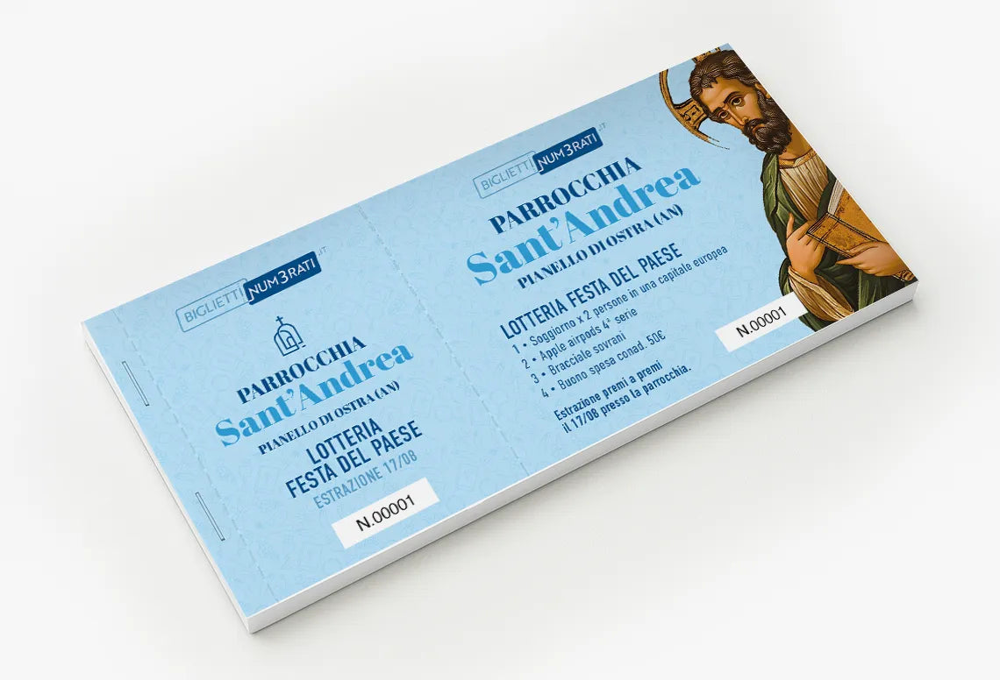 BIGLIETTI NUM3RATI .IT
PARROCCHIA
Sant'Andrea
PIANELLO DI OSTRA (AN)
LOTTERIA
FESTA DEL PAESE
ESTRAZIONE 17/08
N.00001
BIGLIETTI NUM3RATI .IT
PARROCCHIA
Sant'Andrea
PIANELLO DI OSTRA (AN)
LOTTERIA FESTA DEL PAESE
1 • Soggiorno x 2 persone in una capitale europea
2 • Apple airpods 4° serie
3 • Bracciale sovrani
4 • Buono spesa conad. 50€
Estrazione premi a premi
il 17/08 presso la parrocchia.
N.00001